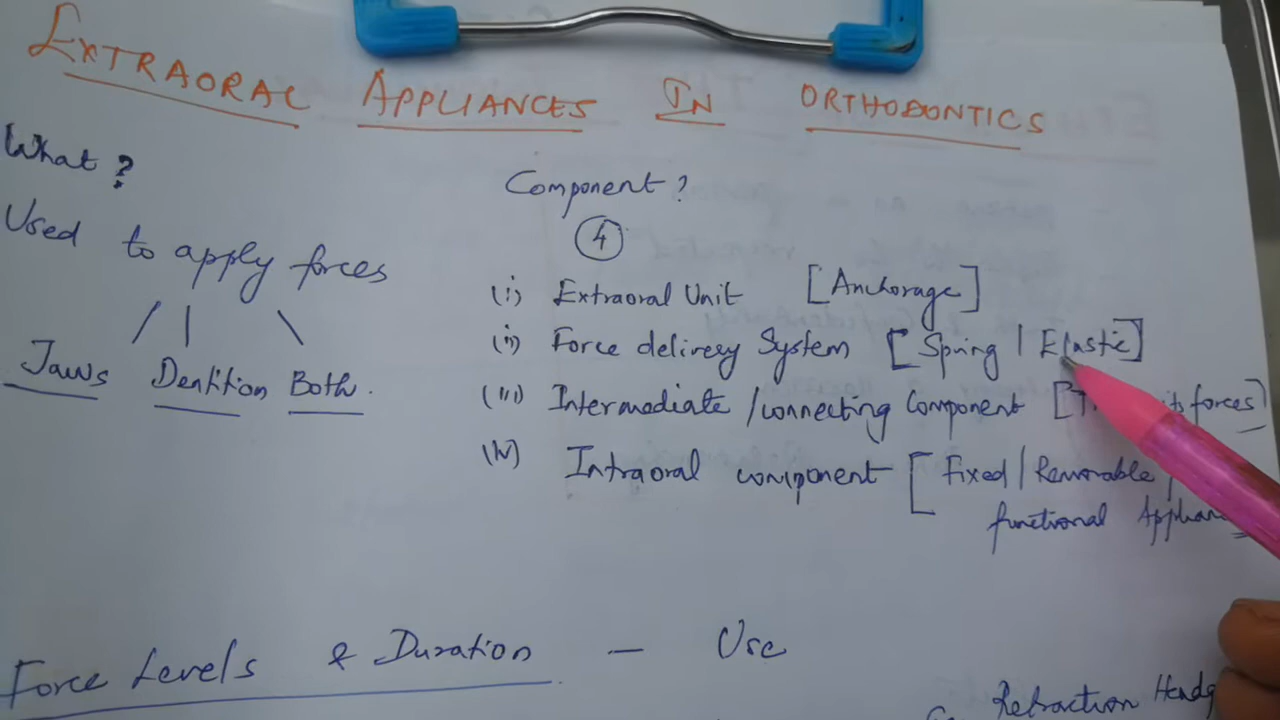 EXTRAORAL APPLIANCES IN ORTHODONTICS
What?
Used to apply forces
Jaws Dentition Both.
Component?
4
(i) Extraoral Unit [Anchorage]
(ii) Force delivery System [Spring | Elastic]
(iii) Intermediate /connecting Component [ forces]
(iv) Intraoral component [Fixed / Removable /
functional
Force Levels & Duration — Use
Retraction